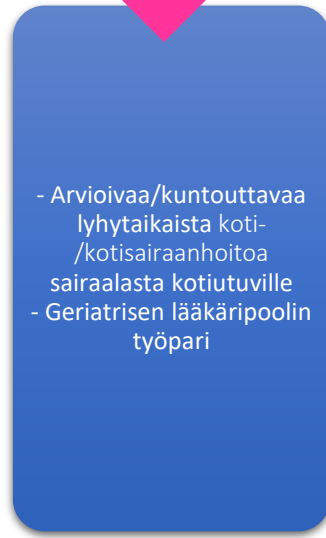 - Arvioivaa/kuntouttavaa
lyhytaikaista koti-
/kotisairaanhoitoa
sairaalasta kotiutuville
- Geriatrisen lääkäripoolin
työpari